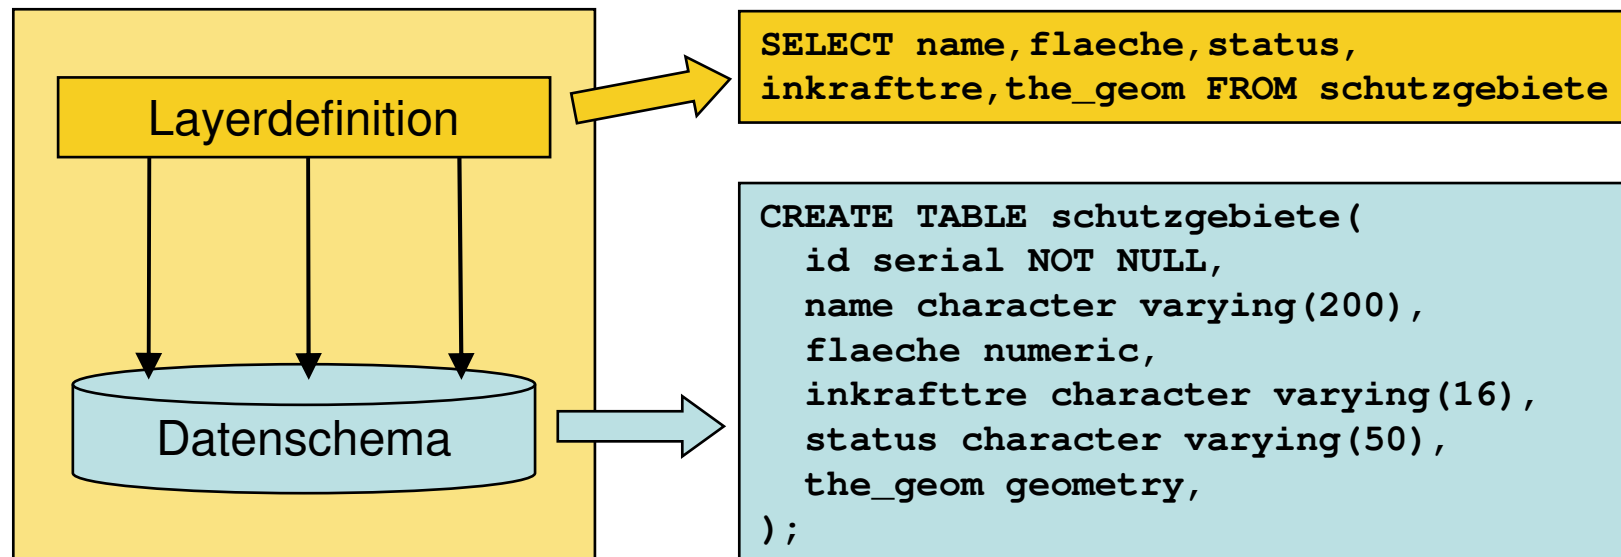 Layerdefinition
Datenschema
SELECT name,flaeche,status,
inkrafttre,the_geom FROM schutzgebiete
CREATE TABLE schutzgebiete(
  id serial NOT NULL,
  name character varying(200),
  flaeche numeric,
  inkrafttre character varying(16),
  status character varying(50),
  the_geom geometry,
);